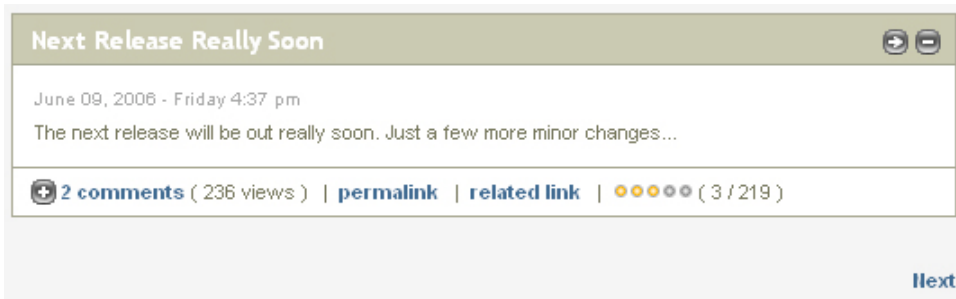 Next Release Really Soon
June 09, 2006 - Friday 4:37 pm
The next release will be out really soon. Just a few more minor changes...
2 comments ( 236 views ) | permalink | related link | ( 3 / 219 )
Next